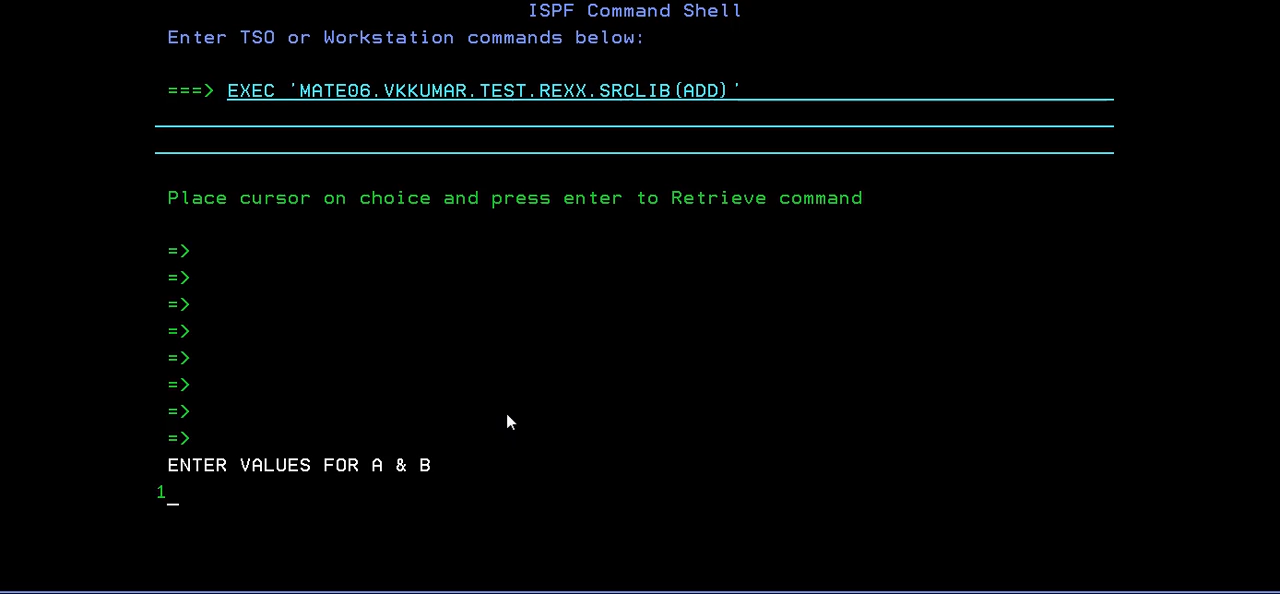 ISPF Command Shell
Enter TSO or Workstation commands below:
===> EXEC 'MATE06.VKKUMAR.TEST.REXX.SRCLIB(ADD)'
Place cursor on choice and press enter to Retrieve command
=>
=>
=>
=>
=>
=>
=>
=>
ENTER VALUES FOR A & B
1